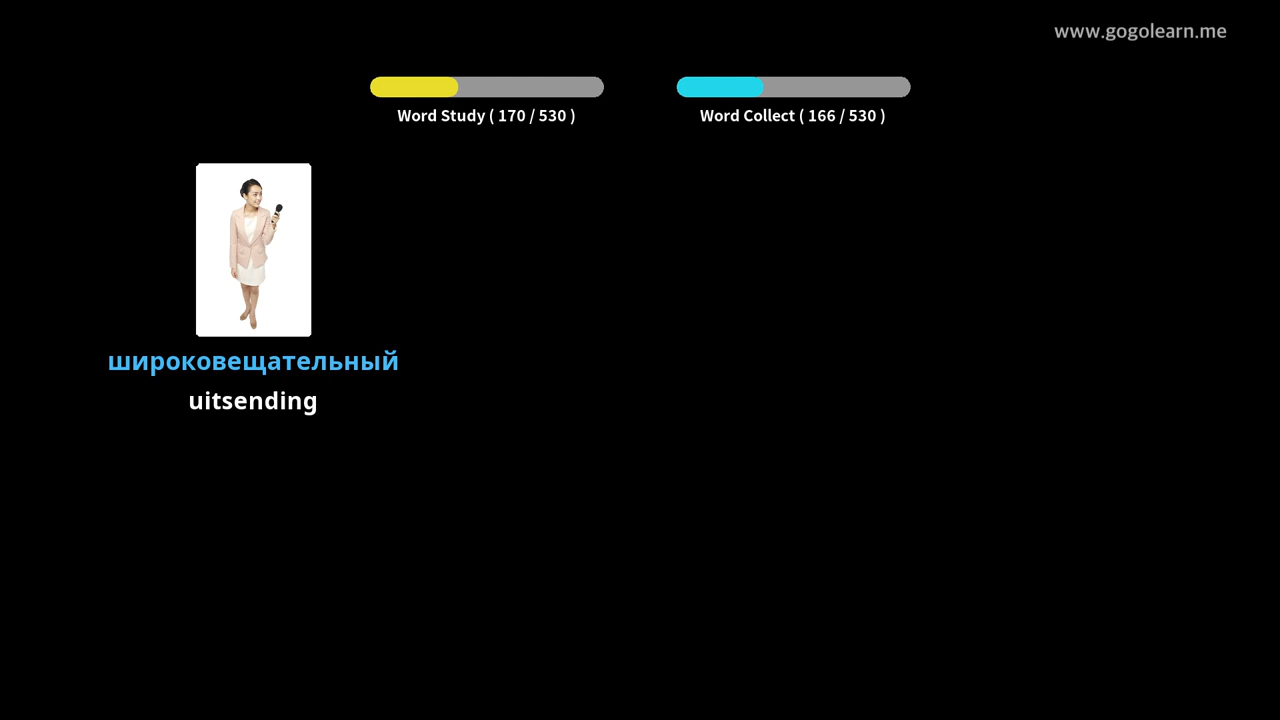 www.gogolearn.me
Word Study ( 170 / 530 )
Word Collect ( 166 / 530 )
широковещательный
uitsending